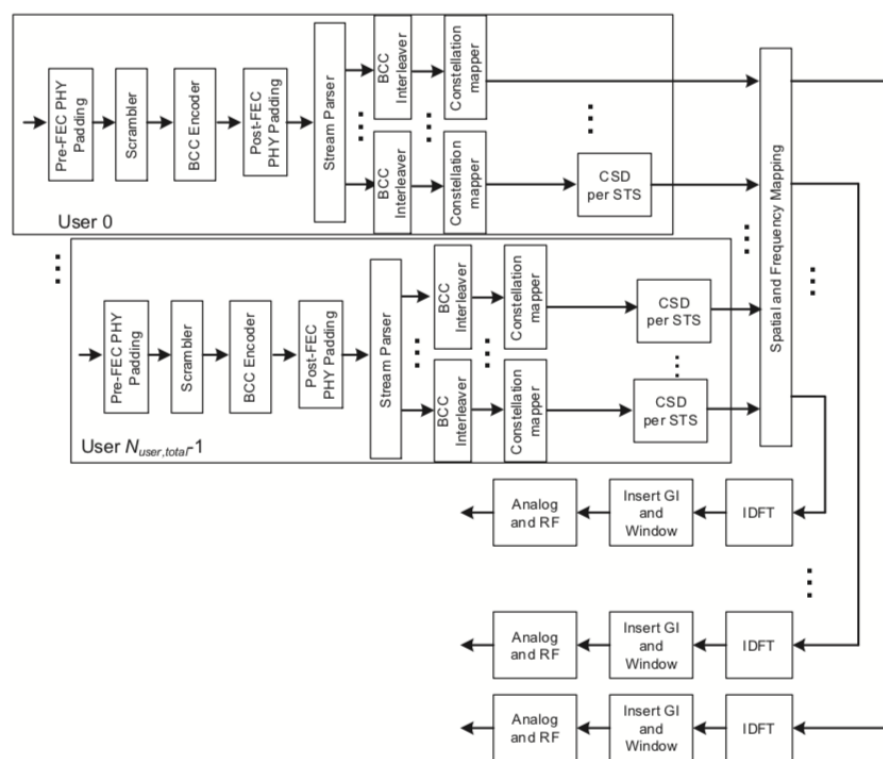 Pre-FEC PHY
Padding
Scrambler
BCC Encoder
Post-FEC
PHY Padding
Stream Parser
BCC
Interleaver
Constellation
mapper
BCC
Interleaver
Constellation
mapper
CSD
per STS
User 0
Spatial and Frequency Mapping
Pre-FEC PHY
Padding
Scrambler
BCC Encoder
Post-FEC
PHY Padding
Stream Parser
BCC
Interleaver
Constellation
mapper
CSD
per STS
BCC
Interleaver
Constellation
mapper
CSD
per STS
User N_user,total-1
Analog
and RF
Insert GI
and
Window
IDFT
Analog
and RF
Insert GI
and
Window
IDFT
Analog
and RF
Insert GI
and
Window
IDFT